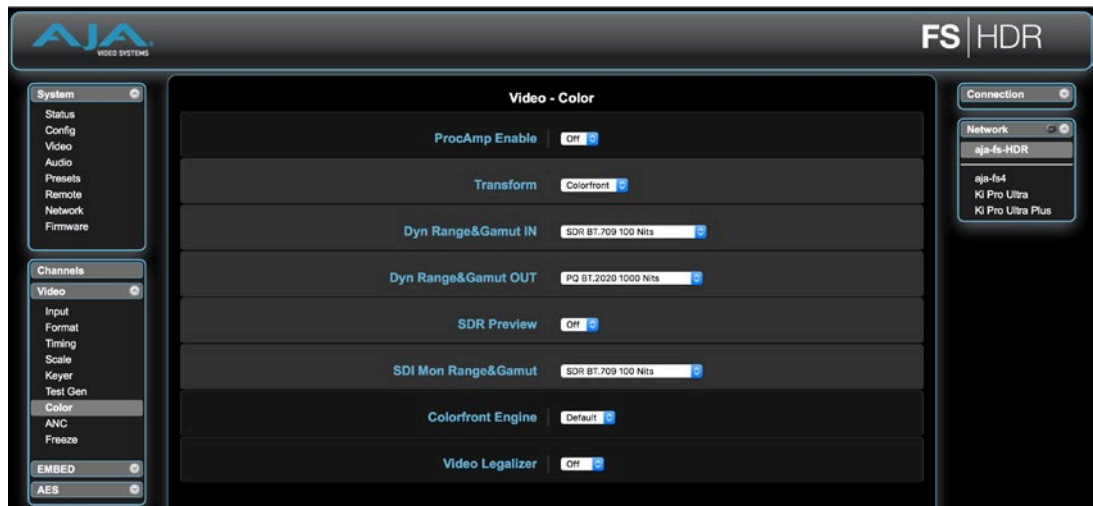 AJA
VIDEO SYSTEMS
FS|HDR
System
Status
Config
Video
Audio
Presets
Remote
Network
Firmware
Channels
Video
Input
Format
Timing
Scale
Keyer
Test Gen
Color
ANC
Freeze
EMBED
AES
Video - Color
ProcAmp Enable Off
Transform Colorfront
Dyn Range&Gamut IN SDR BT.709 100 Nits
Dyn Range&Gamut OUT PQ BT.2020 1000 Nits
SDR Preview Off
SDI Mon Range&Gamut SDR BT.709 100 Nits
Colorfront Engine Default
Video Legalizer Off
Connection
Network
aja-fs-HDR
aja-fs4
Ki Pro Ultra
Ki Pro Ultra Plus